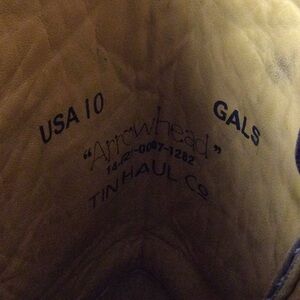 USA 10
GALS
"Arrowhead"
TIN HAUL Co